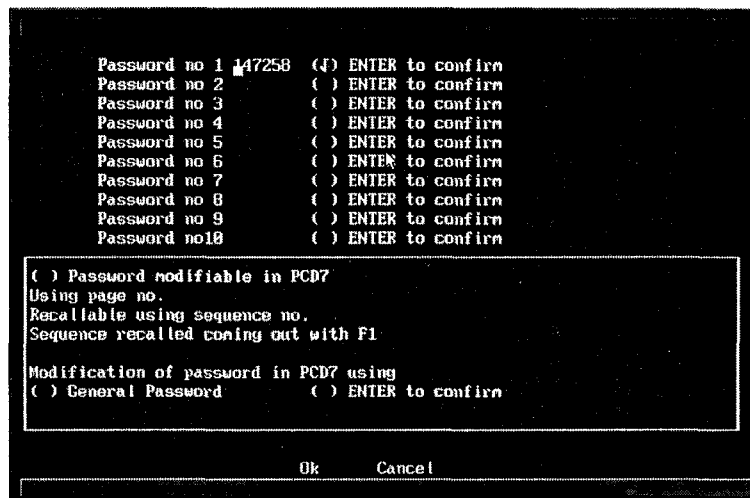 Password no 1 147258 (√) ENTER to confirm
Password no 2 ( ) ENTER to confirm
Password no 3 ( ) ENTER to confirm
Password no 4 ( ) ENTER to confirm
Password no 5 ( ) ENTER to confirm
Password no 6 ( ) ENTER to confirm
Password no 7 ( ) ENTER to confirm
Password no 8 ( ) ENTER to confirm
Password no 9 ( ) ENTER to confirm
Password no10 ( ) ENTER to confirm
( ) Password modifiable in PCD7
Using page no.
Recallable using sequence no.
Sequence recalled coming out with F1
Modification of password in PCD7 using
( ) General Password ( ) ENTER to confirm
Ok Cancel